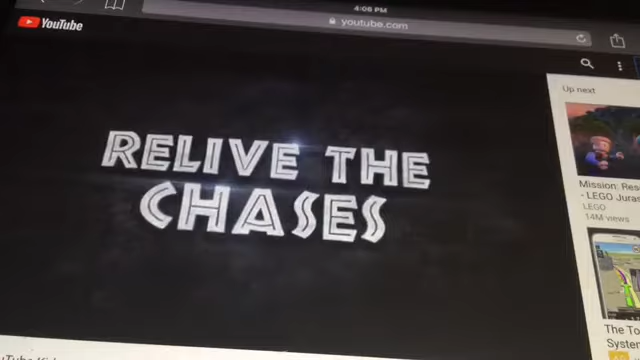 4:06 PM
youtube.com
YouTube
Up next
RELIVE THE
CHASES
Mission: Res
- LEGO Juras
LEGO
14M views
The To
System